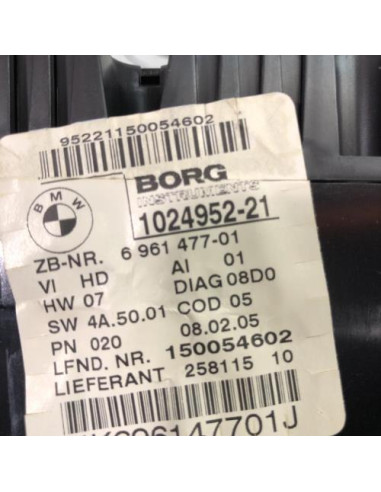 95221150054602
BMW
BORG
INSTRUMENTS
1024952-21
ZB-NR. 6 961 477-01
VI HD AI 01
HW 07 DIAG 08D0
SW 4A.50.01 COD 05
PN 020 08.02.05
LFND. NR. 150054602
LIEFERANT 258115 10